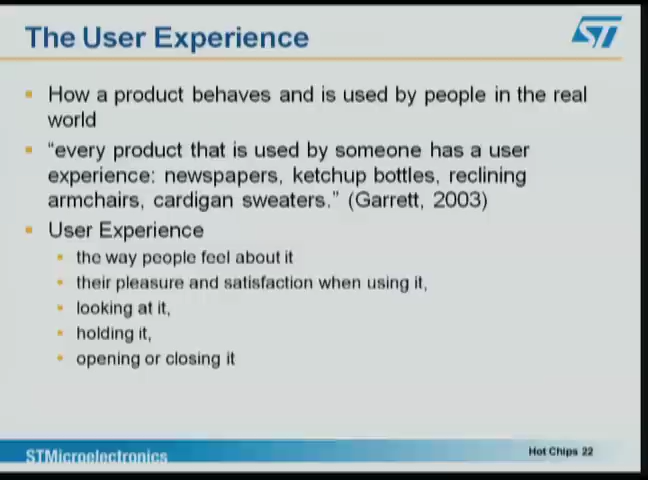 The User Experience
ST
How a product behaves and is used by people in the real
world
“every product that is used by someone has a user
experience: newspapers, ketchup bottles, reclining
armchairs, cardigan sweaters.” (Garrett, 2003)
User Experience
the way people feel about it
their pleasure and satisfaction when using it,
looking at it,
holding it,
opening or closing it
STMicroelectronics
Hot Chips 22